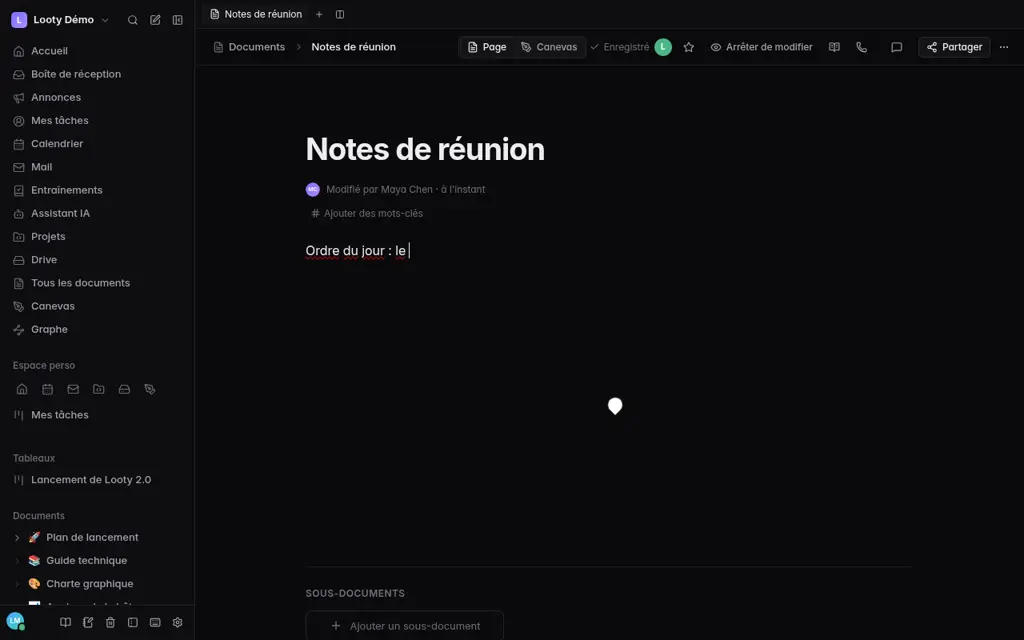 L Looty Démo
Notes de réunion
Accueil
Boîte de réception
Annonces
Mes tâches
Calendrier
Mail
Entraînements
Assistant IA
Projets
Drive
Tous les documents
Canevas
Graphe
Espace perso
Mes tâches
Tableaux
Lancement de Looty 2.0
Documents
Plan de lancement
Guide technique
Charte graphique
LM
Documents > Notes de réunion
Page Canevas Enregistré L Arrêter de modifier Partager
Notes de réunion
MC Modifié par Maya Chen · à l'instant
# Ajouter des mots-clés
Ordre du jour : le
SOUS-DOCUMENTS
+ Ajouter un sous-document